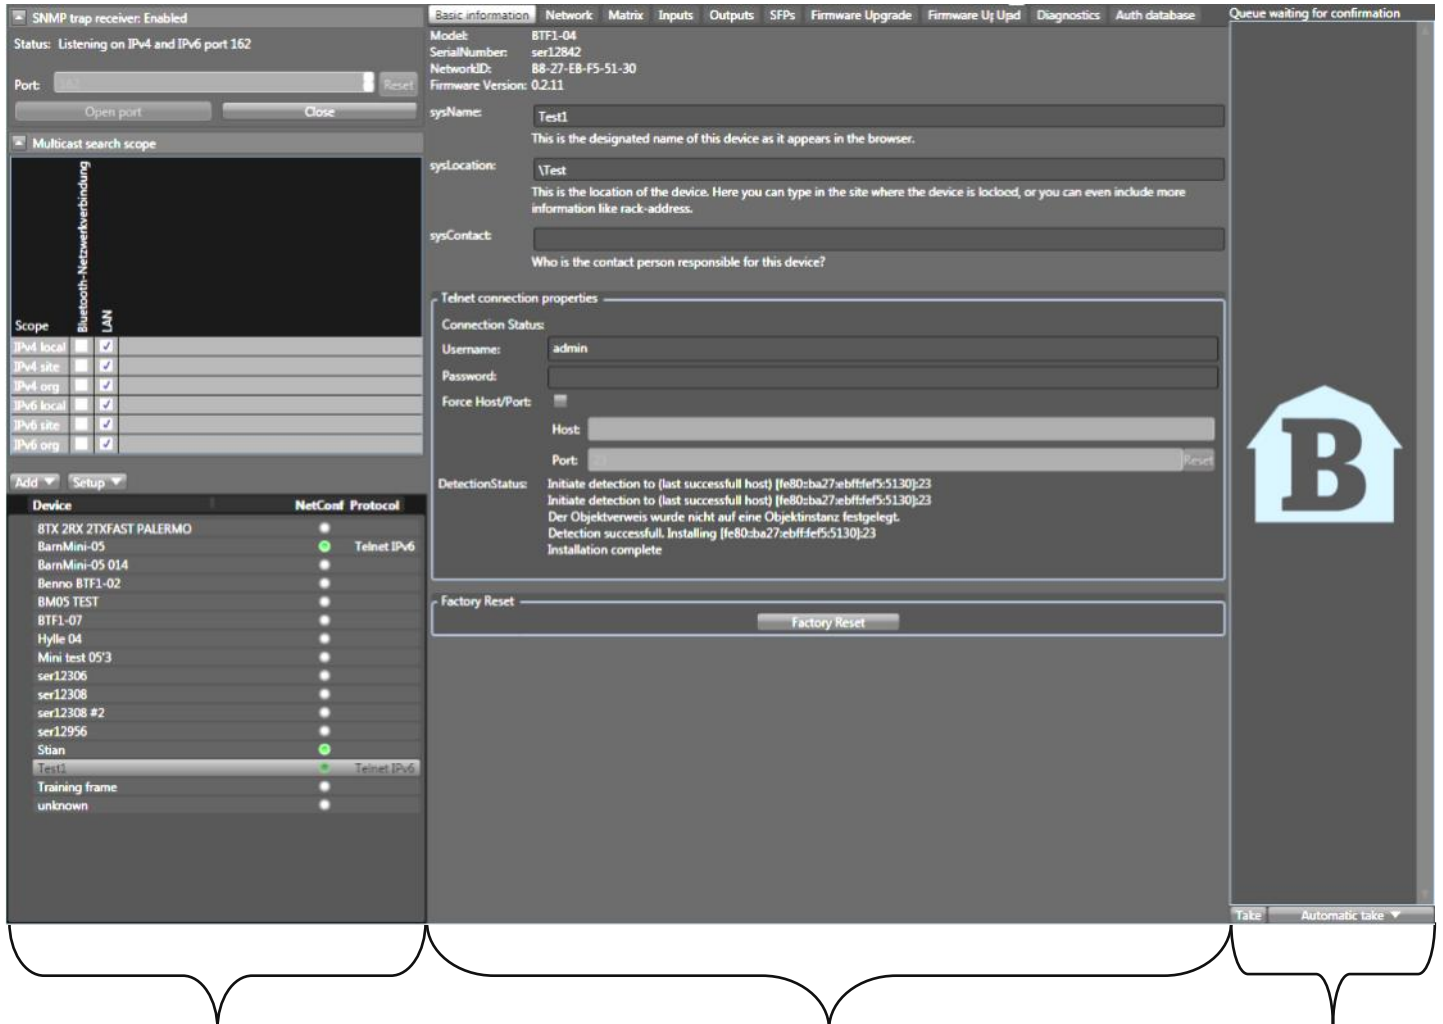 SNMP trap receiver: Enabled
Status: Listening on IPv4 and IPv6 port 162
Port: 162 Reset
Open port Close
Multicast search scope
Scope Bluetooth-Netzwerkverbindung LAN
IPv4 local
IPv4 site
IPv4 org
IPv6 local
IPv6 site
IPv6 org
Add Setup
Device NetConf Protocol
8TX 2RX 2TXFAST PALERMO
BarnMini-05 Telnet IPv6
BarnMini-05 014
Benno BTF1-02
BM05 TEST
BTF1-07
Hylle 04
Mini test 05'3
ser12306
ser12308
ser12308 #2
ser12956
Stian
Test1 Telnet IPv6
Training frame
unknown
Basic information Network Matrix Inputs Outputs SFPs Firmware Upgrade Firmware Up Upd Diagnostics Auth database
Model: BTF1-04
SerialNumber: ser12842
NetworkID: B8-27-EB-F5-51-30
Firmware Version: 0.2.11
sysName: Test1
This is the designated name of this device as it appears in the browser.
sysLocation: \Test
This is the location of the device. Here you can type in the site where the device is locloed, or you can even include more
information like rack-address.
sysContact:
Who is the contact person responsible for this device?
Telnet connection properties
Connection Status:
Username: admin
Password:
Force Host/Port:
Host:
Port: 23 Reset
DetectionStatus: Initiate detection to (last successfull host) [fe80::ba27:ebff:fef5:5130]:23
Initiate detection to (last successfull host) [fe80::ba27:ebff:fef5:5130]:23
Der Objektverweis wurde nicht auf eine Objektinstanz festgelegt.
Detection successfull. Installing [fe80::ba27:ebff:fef5:5130]:23
Installation complete
Factory Reset
Factory Reset
Queue waiting for confirmation
B
Take Automatic take